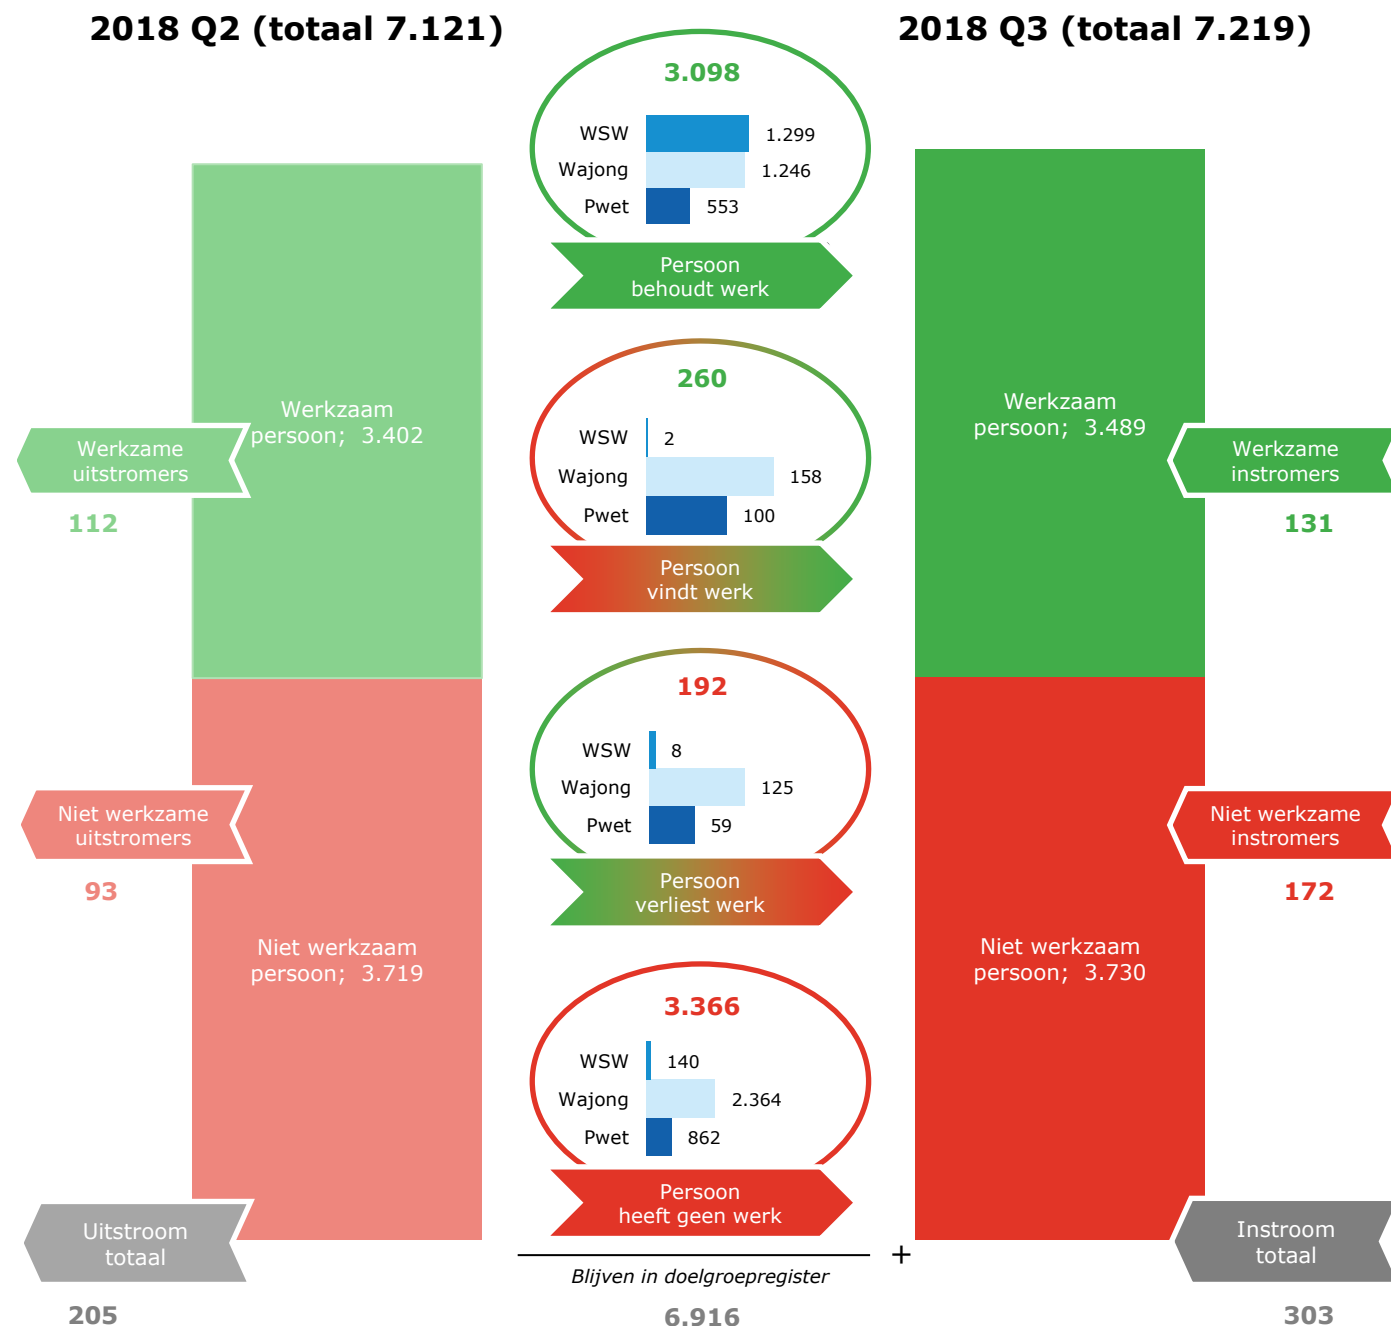 2018 Q2 (totaal 7.121)
2018 Q3 (totaal 7.219)
3.098
WSW 1.299
Wajong 1.246
Pwet 553
Persoon
behoudt werk
260
WSW 2
Wajong 158
Pwet 100
Persoon
vindt werk
192
WSW 8
Wajong 125
Pwet 59
Persoon
verliest werk
3.366
WSW 140
Wajong 2.364
Pwet 862
Persoon
heeft geen werk
Blijven in doelgroepregister
6.916
+
Werkzaam
persoon; 3.402
Werkzame
uitstromers
112
Niet werkzame
uitstromers
93
Niet werkzaam
persoon; 3.719
Uitstroom
totaal
205
Werkzaam
persoon; 3.489
Werkzame
instromers
131
Niet werkzame
instromers
172
Niet werkzaam
persoon; 3.730
Instroom
totaal
303